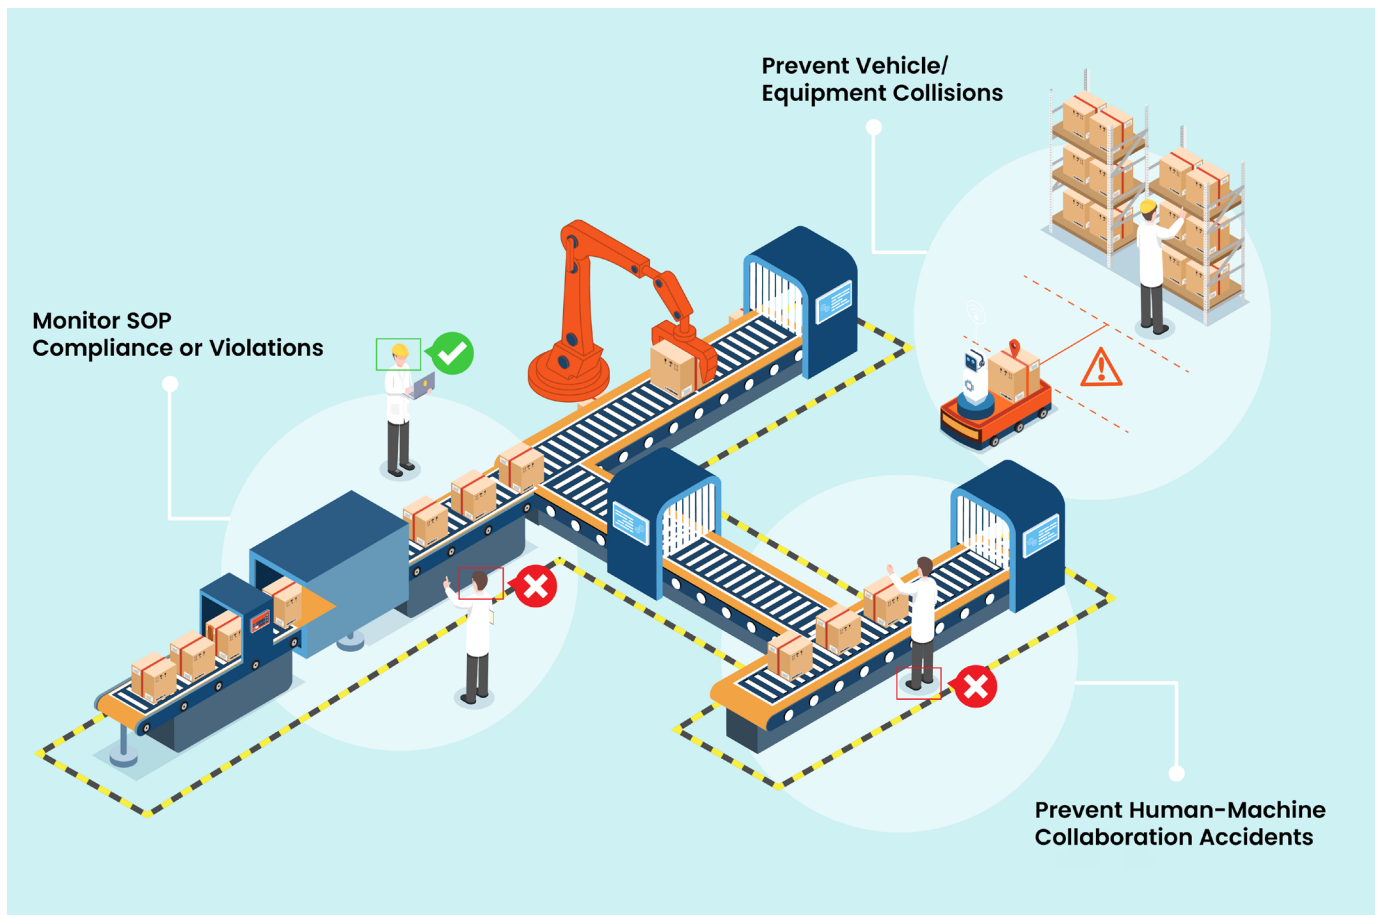 Prevent Vehicle/
Equipment Collisions
Monitor SOP
Compliance or Violations
Prevent Human-Machine
Collaboration Accidents